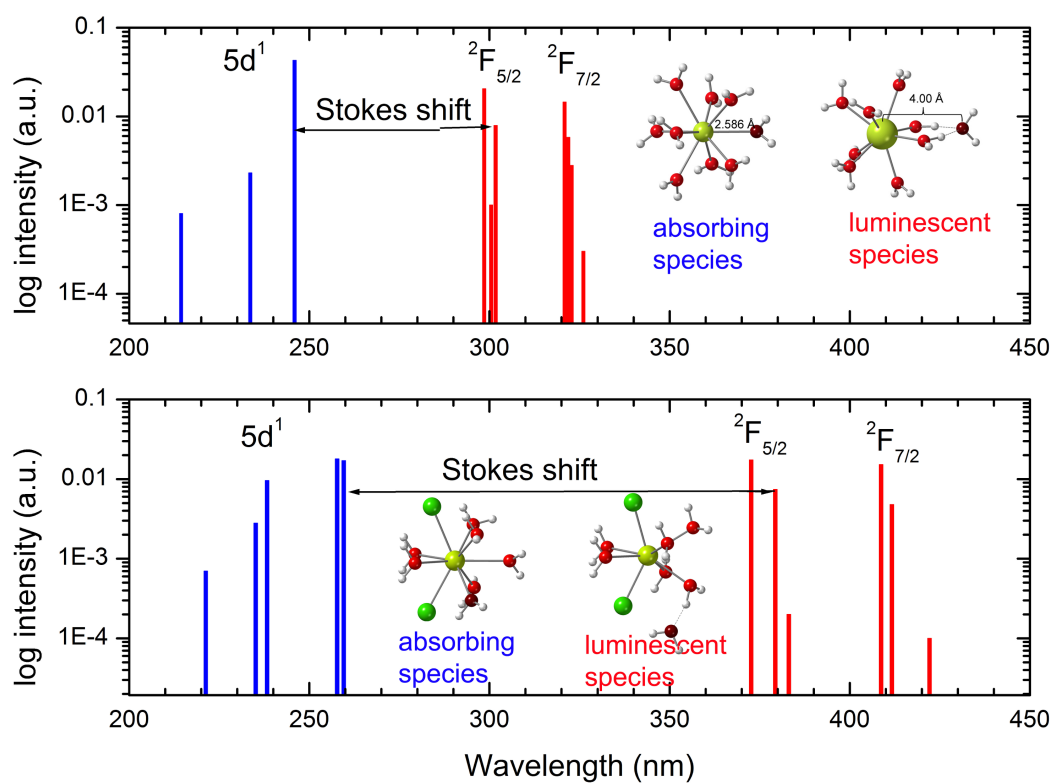 0.1
0.01
1E-3
1E-4
log intensity (a.u.)
5d¹
²F5/2
²F7/2
Stokes shift
2.586 Å
4.00 Å
absorbing
species
luminescent
species
200 250 300 350 400 450
0.1
0.01
1E-3
1E-4
log intensity (a.u.)
5d¹
²F5/2
²F7/2
Stokes shift
absorbing
species
luminescent
species
200 250 300 350 400 450
Wavelength (nm)